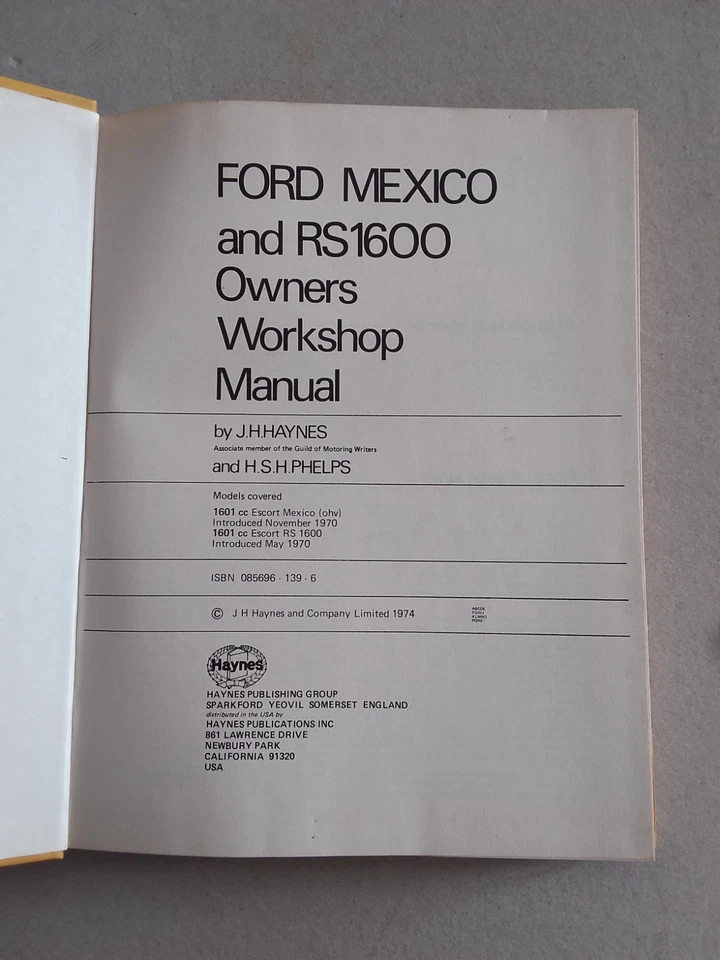 FORD MEXICO
and RS1600
Owners
Workshop
Manual
by J.H.HAYNES
Associate member of the Guild of Motoring Writers
and H.S.H.PHELPS
Models covered
1601 cc Escort Mexico (ohv)
Introduced November 1970
1601 cc Escort RS 1600
Introduced May 1970
ISBN 085696 - 139 - 6
© J H Haynes and Company Limited 1974
ABCDE
Haynes
HAYNES PUBLISHING GROUP
SPARKFORD YEOVIL SOMERSET ENGLAND
distributed in the USA by
HAYNES PUBLICATIONS INC
861 LAWRENCE DRIVE
NEWBURY PARK
CALIFORNIA 91320
USA